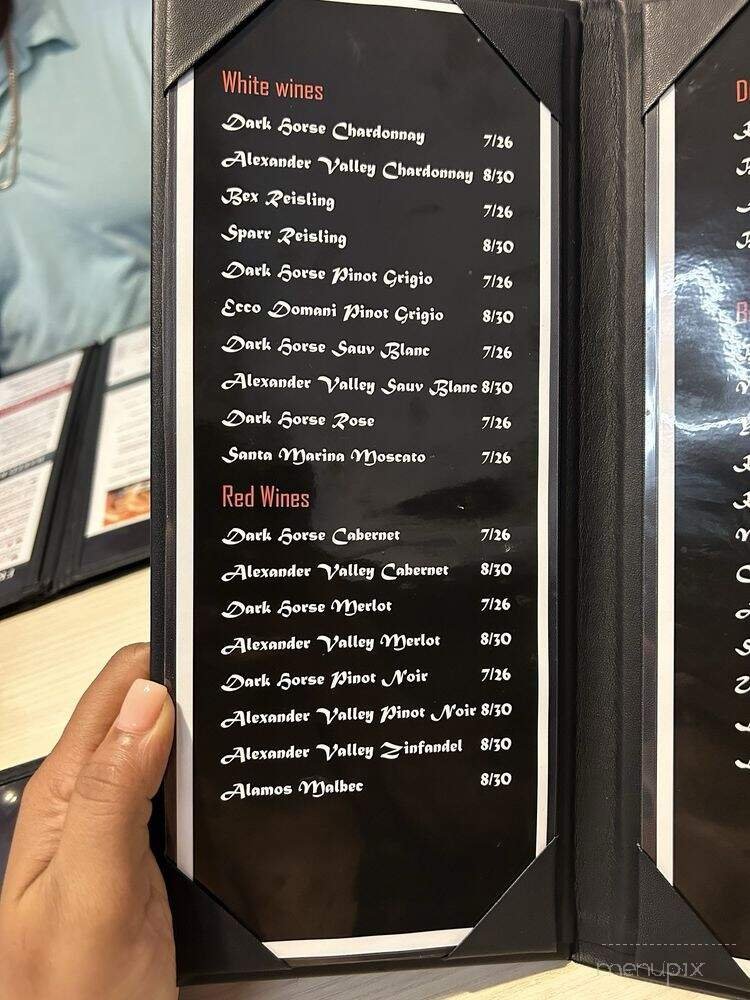 White wines
Dark Horse Chardonnay 7/26
Alexander Valley Chardonnay 8/30
Bex Reisling 7/26
Sparr Reisling 8/30
Dark Horse Pinot Grigio 7/26
Ecco Domani Pinot Grigio 8/30
Dark Horse Sauv Blanc 7/26
Alexander Valley Sauv Blanc 8/30
Dark Horse Rose 7/26
Santa Marina Moscato 7/26
Red Wines
Dark Horse Cabernet 7/26
Alexander Valley Cabernet 8/30
Dark Horse Merlot 7/26
Alexander Valley Merlot 8/30
Dark Horse Pinot Noir 7/26
Alexander Valley Pinot Noir 8/30
Alexander Valley Zinfandel 8/30
Alamos Malbec 8/30
menupix